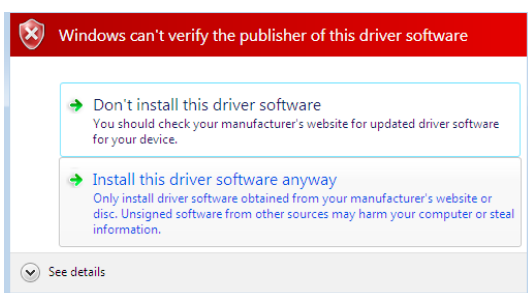 Windows can't verify the publisher of this driver software
Don't install this driver software
You should check your manufacturer's website for updated driver software
for your device.
Install this driver software anyway
Only install driver software obtained from your manufacturer's website or
disc. Unsigned software from other sources may harm your computer or steal
information.
See details